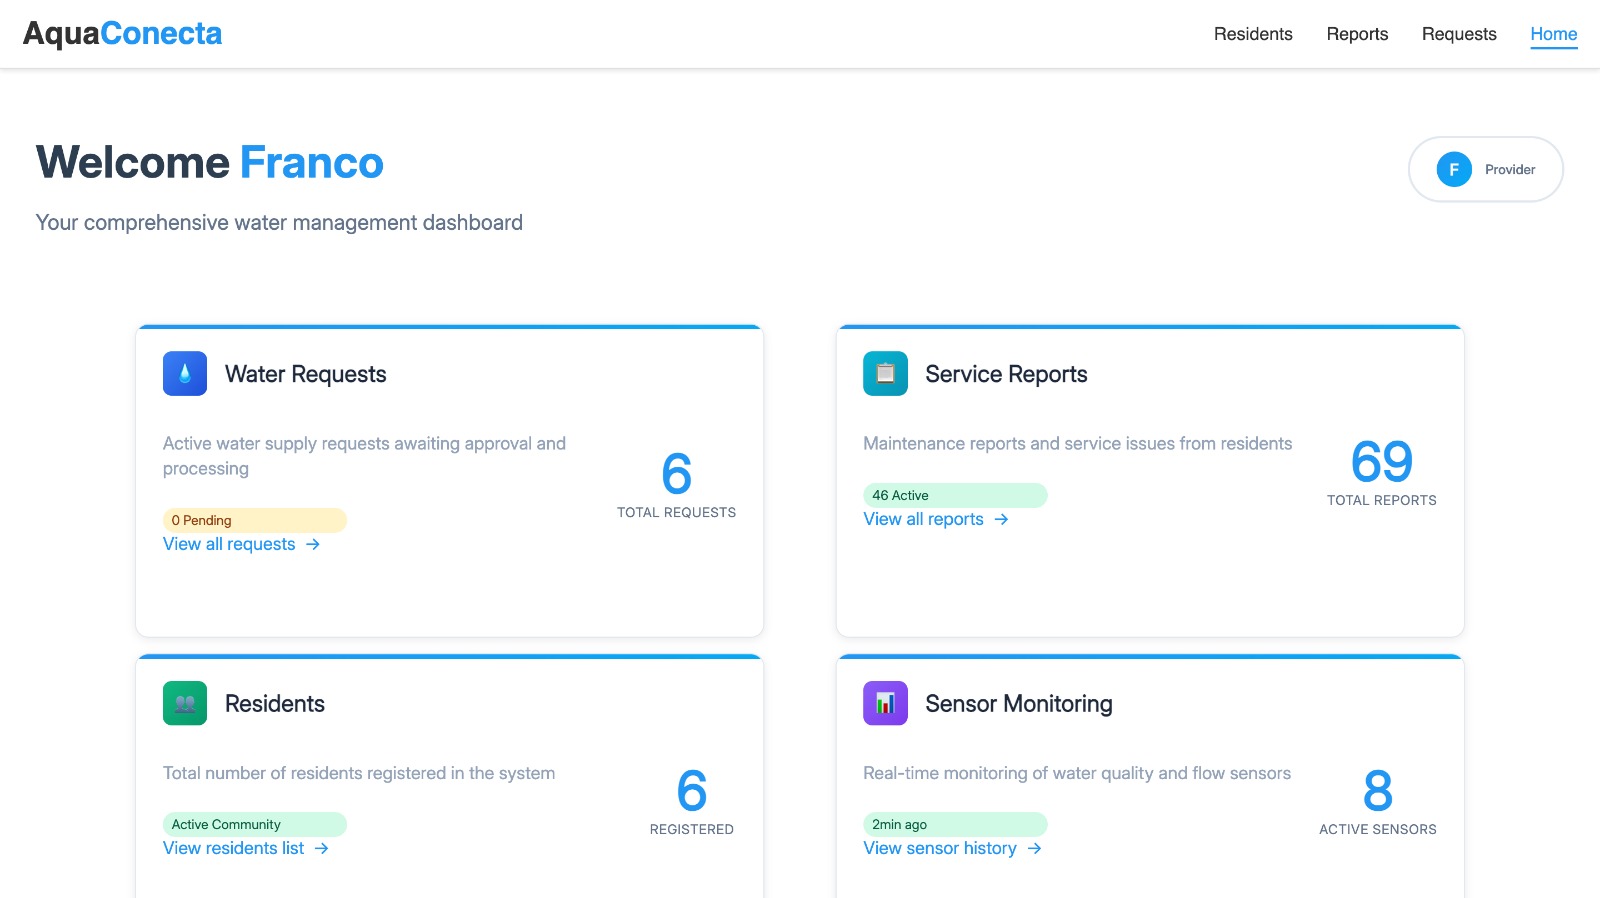 AquaConecta
Residents
Reports
Requests
Home
Welcome Franco
Your comprehensive water management dashboard
F
Provider
Water Requests
Active water supply requests awaiting approval and
processing
0 Pending
View all requests →
6
TOTAL REQUESTS
Service Reports
Maintenance reports and service issues from residents
46 Active
View all reports →
69
TOTAL REPORTS
Residents
Total number of residents registered in the system
Active Community
View residents list →
6
REGISTERED
Sensor Monitoring
Real-time monitoring of water quality and flow sensors
2min ago
View sensor history →
8
ACTIVE SENSORS